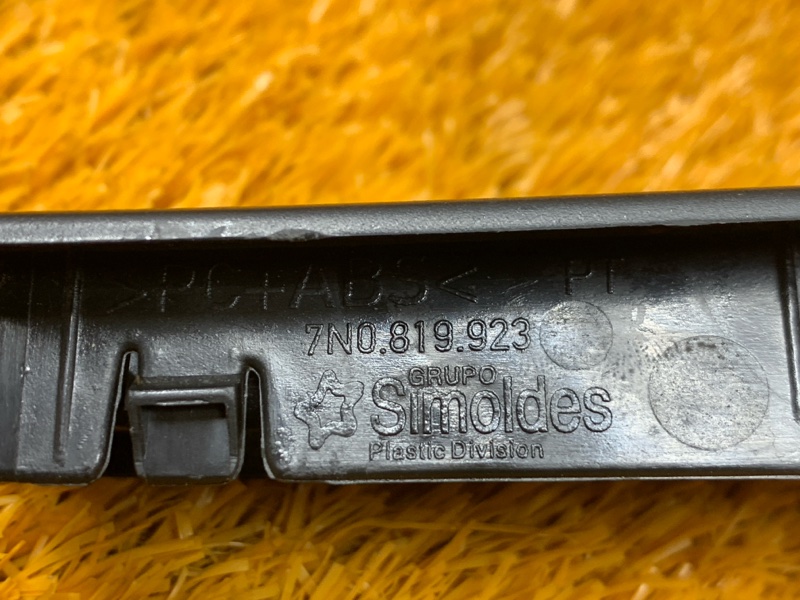 >PC+ABS< > PT
7N0.819.923
GRUPO
Simoldes
Plastic Division